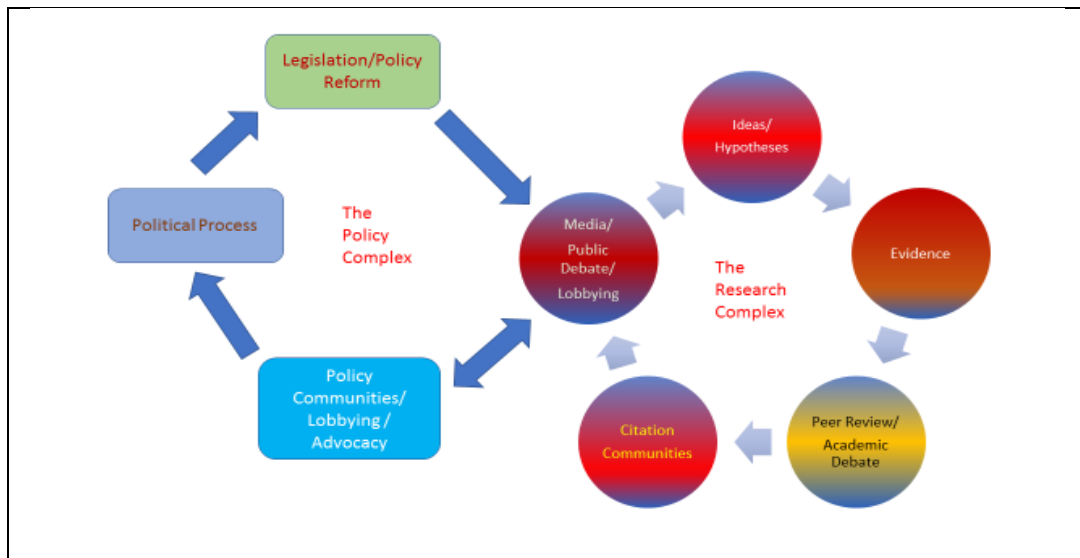 Legislation/Policy
Reform
Political Process
The
Policy
Complex
Policy
Communities/
Lobbying /
Advocacy
Media/
Public
Debate/
Lobbying
Ideas/
Hypotheses
Evidence
The
Research
Complex
Peer Review/
Academic
Debate
Citation
Communities